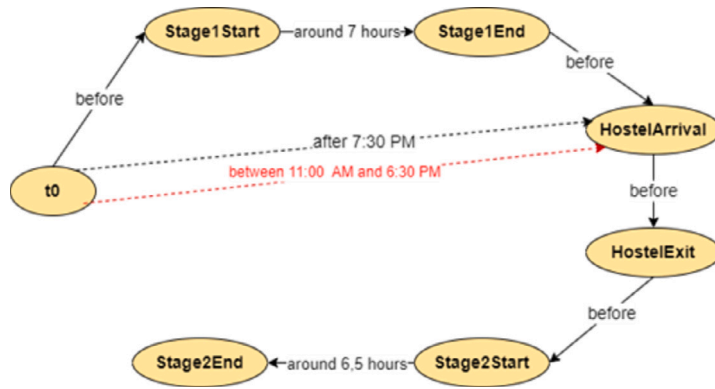 Stage1Start
around 7 hours
Stage1End
before
before
HostelArrival
after 7:30 PM
between 11:00 AM and 6:30 PM
t0
before
HostelExit
before
Stage2End
around 6,5 hours
Stage2Start